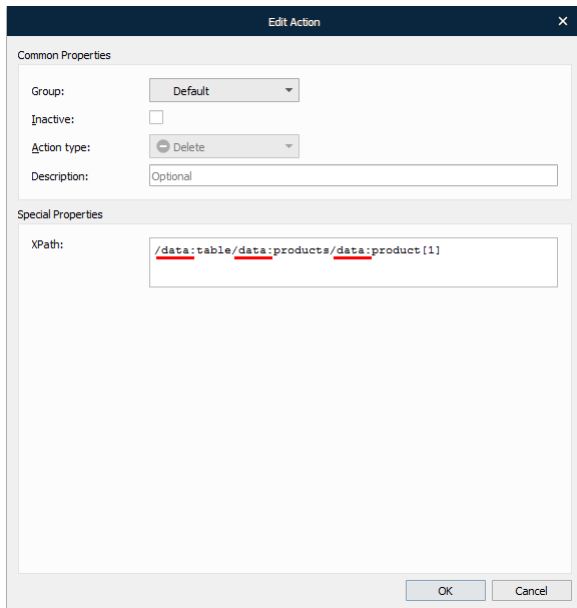 Edit Action
Common Properties
Group:
Default
Inactive:
Action type:
Delete
Description:
Optional
Special Properties
XPath:
/data:table/data:products/data:product[1]
OK
Cancel